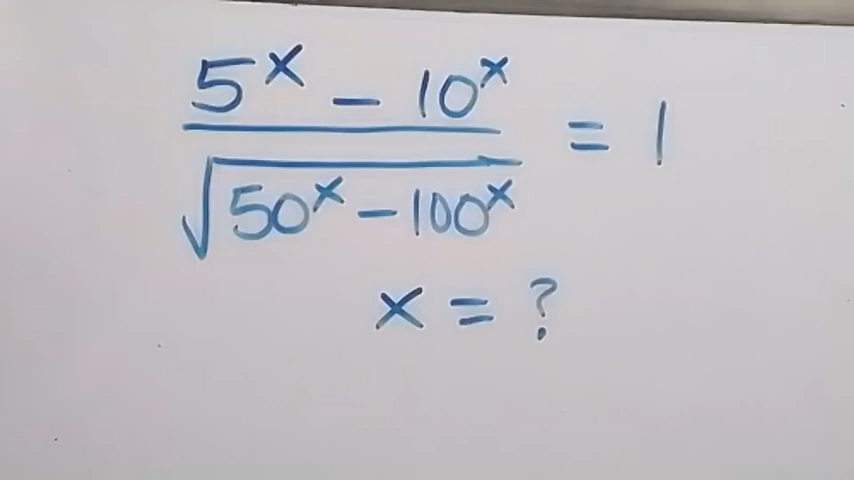 5^x - 10^x
√(50^x - 100^x)
= 1
x = ?